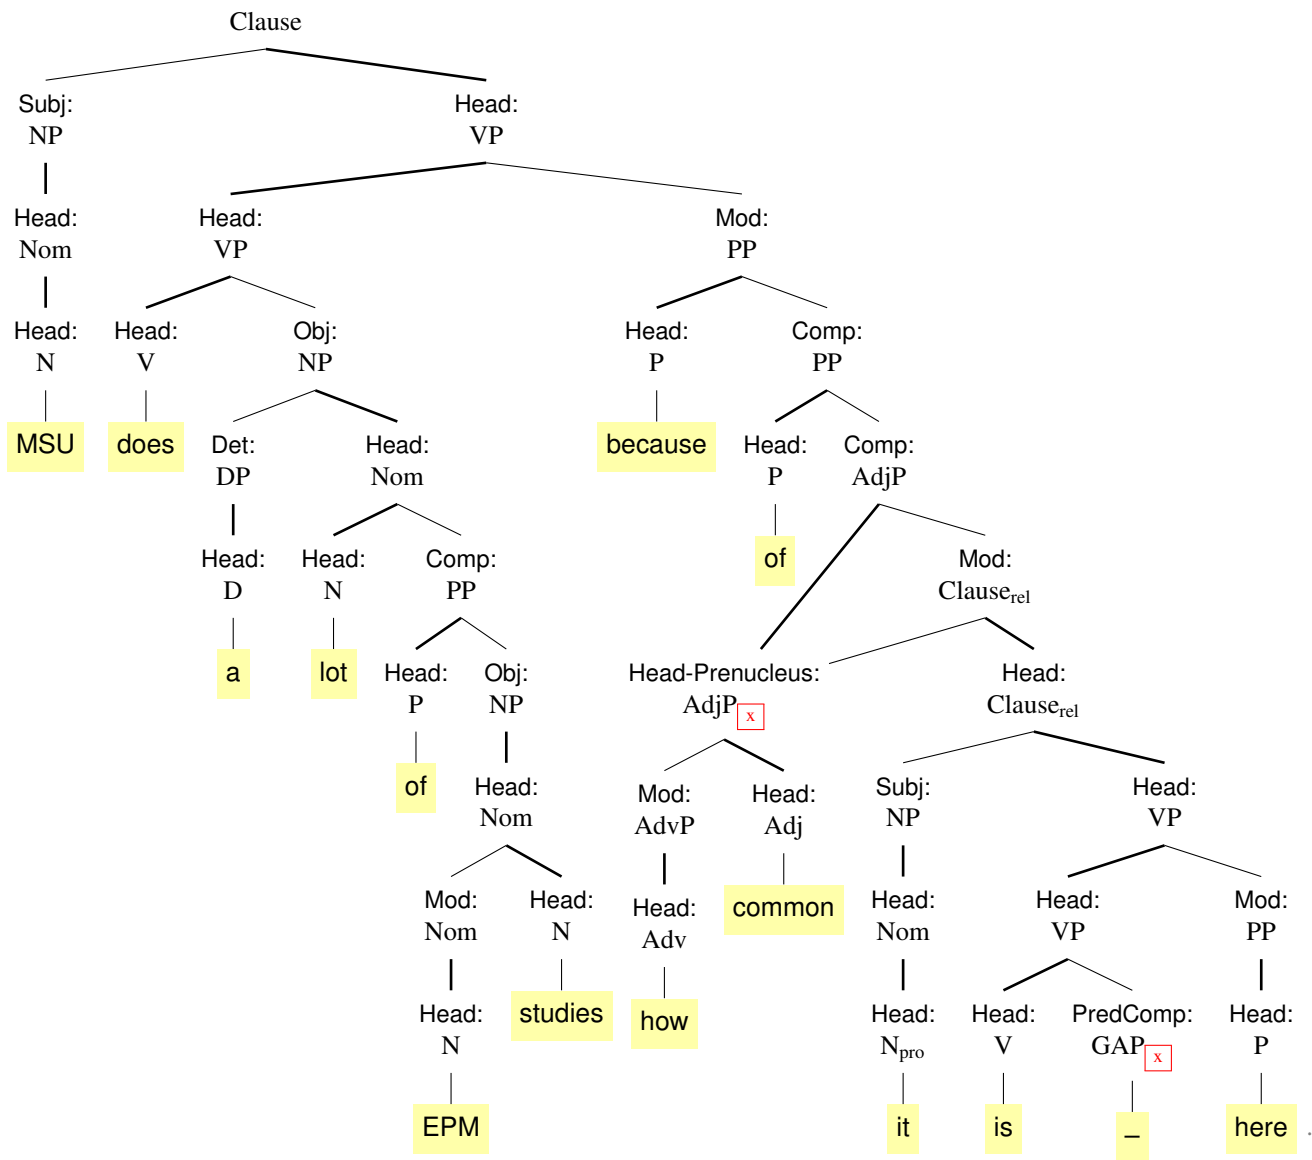 Clause
Subj: Head:
NP VP
Head: Head: Mod:
Nom VP PP
Head: Head: Obj: Head: Comp:
N V NP P PP
MSU does Det: Head: because Head: Comp:
DP Nom P AdjP
Head: Head: Comp: of Mod:
D N PP Clauserel
a lot Head: Obj: Head-Prenucleus: Head:
P NP AdjP x Clauserel
of Head: Mod: Head: Subj: Head:
Nom AdvP Adj NP VP
Mod: Head: Head: common Head: Head: Mod:
Nom N Adv Nom VP PP
Head: studies how Head: Head: PredComp: Head:
N Npro V GAP x P
EPM it is – here .